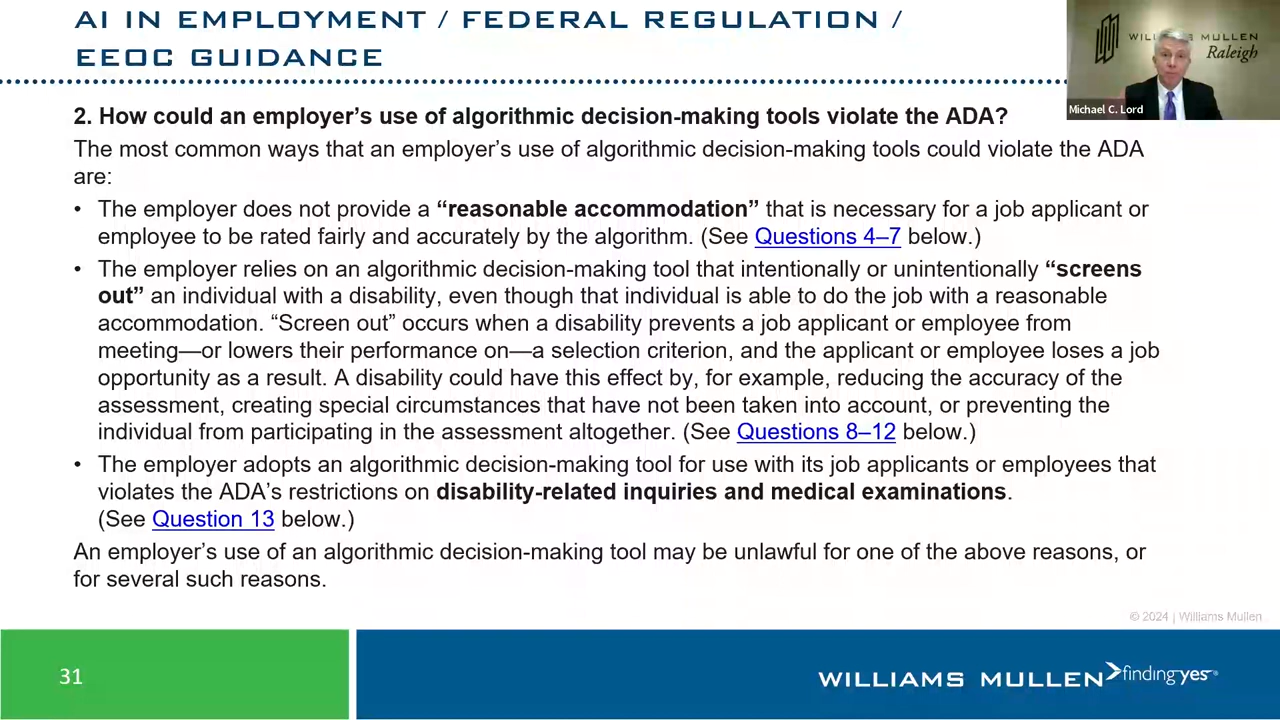 AI IN EMPLOYMENT / FEDERAL REGULATION /
EEOC GUIDANCE
WILLIAMS MULLEN
Raleigh
Michael C. Lord
2. How could an employer’s use of algorithmic decision-making tools violate the ADA?
The most common ways that an employer’s use of algorithmic decision-making tools could violate the ADA
are:
• The employer does not provide a “reasonable accommodation” that is necessary for a job applicant or
employee to be rated fairly and accurately by the algorithm. (See Questions 4–7 below.)
• The employer relies on an algorithmic decision-making tool that intentionally or unintentionally “screens
out” an individual with a disability, even though that individual is able to do the job with a reasonable
accommodation. “Screen out” occurs when a disability prevents a job applicant or employee from
meeting—or lowers their performance on—a selection criterion, and the applicant or employee loses a job
opportunity as a result. A disability could have this effect by, for example, reducing the accuracy of the
assessment, creating special circumstances that have not been taken into account, or preventing the
individual from participating in the assessment altogether. (See Questions 8–12 below.)
• The employer adopts an algorithmic decision-making tool for use with its job applicants or employees that
violates the ADA’s restrictions on disability-related inquiries and medical examinations.
(See Question 13 below.)
An employer’s use of an algorithmic decision-making tool may be unlawful for one of the above reasons, or
for several such reasons.
© 2024 | Williams Mullen
31
WILLIAMS MULLEN finding yes®